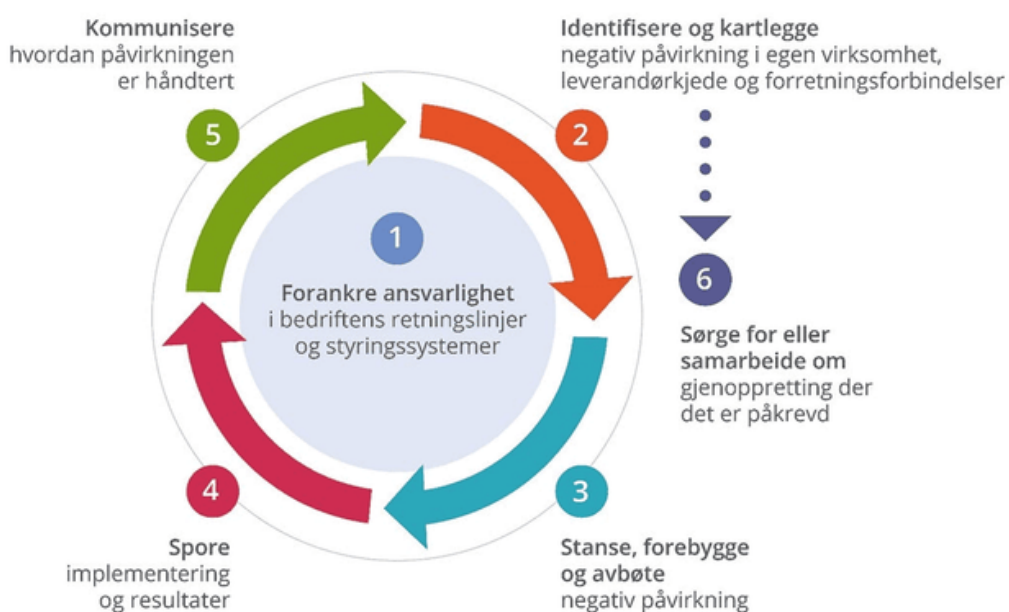 1
Forankre ansvarlighet
i bedriftens retningslinjer
og styringssystemer
2
Identifisere og kartlegge
negativ påvirkning i egen virksomhet,
leverandørkjede og forretningsforbindelser
3
Stanse, forebygge
og avbøte
negativ påvirkning
4
Spore
implementering
og resultater
5
Kommunisere
hvordan påvirkningen
er håndtert
6
Sørge for eller
samarbeide om
gjenoppretting der
det er påkrevd